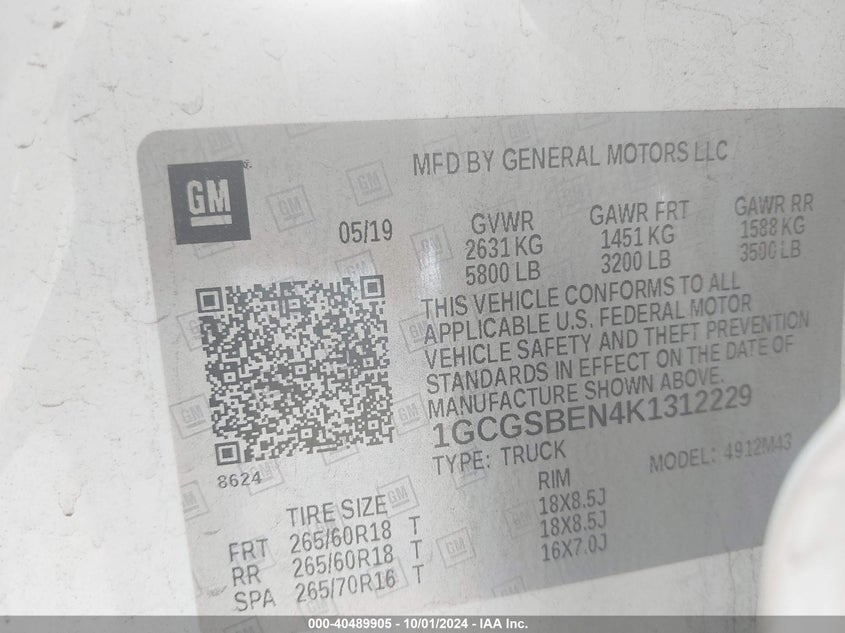 MFD BY GENERAL MOTORS LLC
GM
05/19
GVWR GAWR FRT GAWR RR
2631 KG 1451 KG 1588 KG
5800 LB 3200 LB 3500 LB
THIS VEHICLE CONFORMS TO ALL
APPLICABLE U.S. FEDERAL MOTOR
VEHICLE SAFETY AND THEFT PREVENTION
STANDARDS IN EFFECT ON THE DATE OF
MANUFACTURE SHOWN ABOVE.
1GCGSBEN4K1312229
TYPE: TRUCK MODEL: 4912M43
8624
TIRE SIZE RIM
FRT 265/60R18 T 18X8.5J
RR 265/60R18 T 18X8.5J
SPA 265/70R16 T 16X7.0J
000-40489905 - 10/01/2024 - IAA Inc.